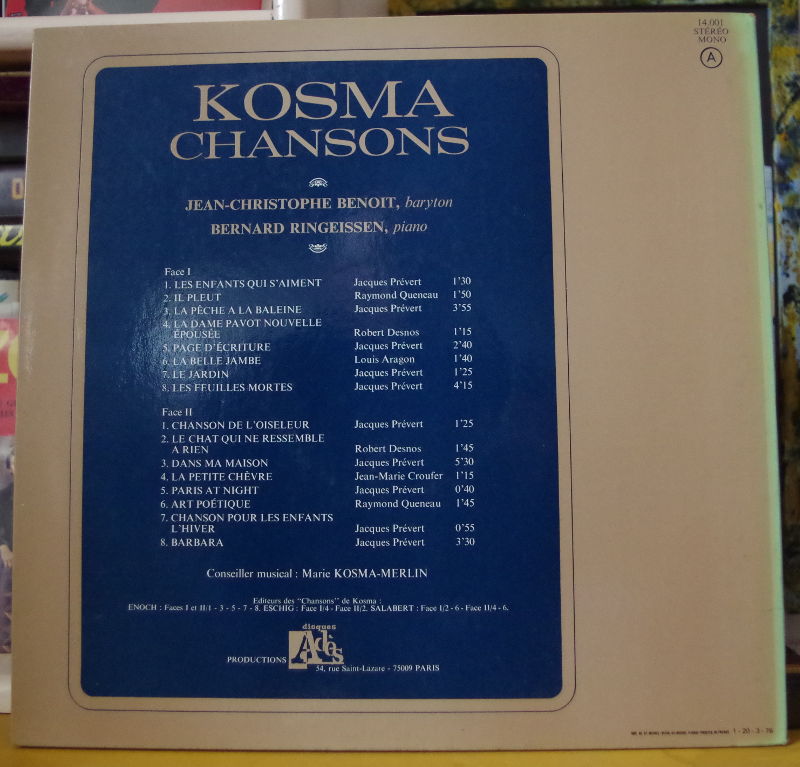 14.001
STÉRÉO
MONO
A
KOSMA
CHANSONS
JEAN-CHRISTOPHE BENOIT, baryton
BERNARD RINGEISSEN, piano
Face I
1. LES ENFANTS QUI S'AIMENT Jacques Prévert 1'30
2. IL PLEUT Raymond Queneau 1'50
3. LA PÊCHE A LA BALEINE Jacques Prévert 3'55
4. LA DAME PAVOT NOUVELLE
ÉPOUSÉE Robert Desnos 1'15
5. PAGE D'ÉCRITURE Jacques Prévert 2'40
6. LA BELLE JAMBE Louis Aragon 1'40
7. LE JARDIN Jacques Prévert 1'25
8. LES FEUILLES MORTES Jacques Prévert 4'15
Face II
1. CHANSON DE L'OISELEUR Jacques Prévert 1'25
2. LE CHAT QUI NE RESSEMBLE
A RIEN Robert Desnos 1'45
3. DANS MA MAISON Jacques Prévert 5'30
4. LA PETITE CHÊVRE Jean-Marie Croufer 1'15
5. PARIS AT NIGHT Jacques Prévert 0'40
6. ART POÉTIQUE Raymond Queneau 1'45
7. CHANSON POUR LES ENFANTS
L'HIVER Jacques Prévert 0'55
8. BARBARA Jacques Prévert 3'30
Conseiller musical : Marie KOSMA-MERLIN
Editeurs des "Chansons" de Kosma :
ENOCH : Faces I et II/1 - 3 - 5 - 7 - 8. ESCHIG : Face I/4 - Face II/2. SALABERT : Face I/2 - 6 - Face II/4 - 6.
disques
PRODUCTIONS Adès
54, rue Saint-Lazare - 75009 PARIS
1 - 20 - 3 - 76